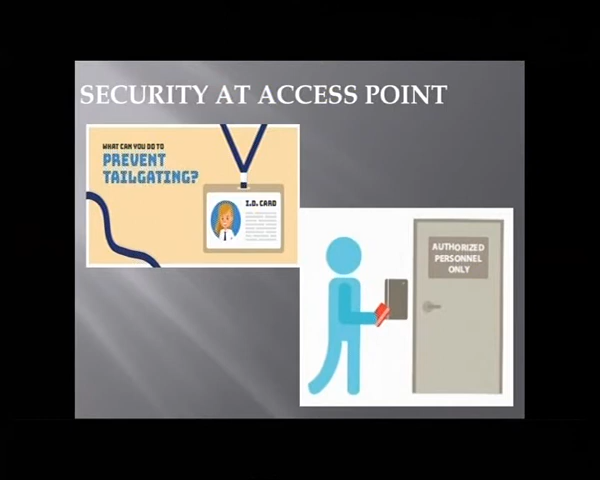 SECURITY AT ACCESS POINT
WHAT CAN YOU DO TO
PREVENT
TAILGATING?
I.D. CARD
AUTHORIZED
PERSONNEL
ONLY